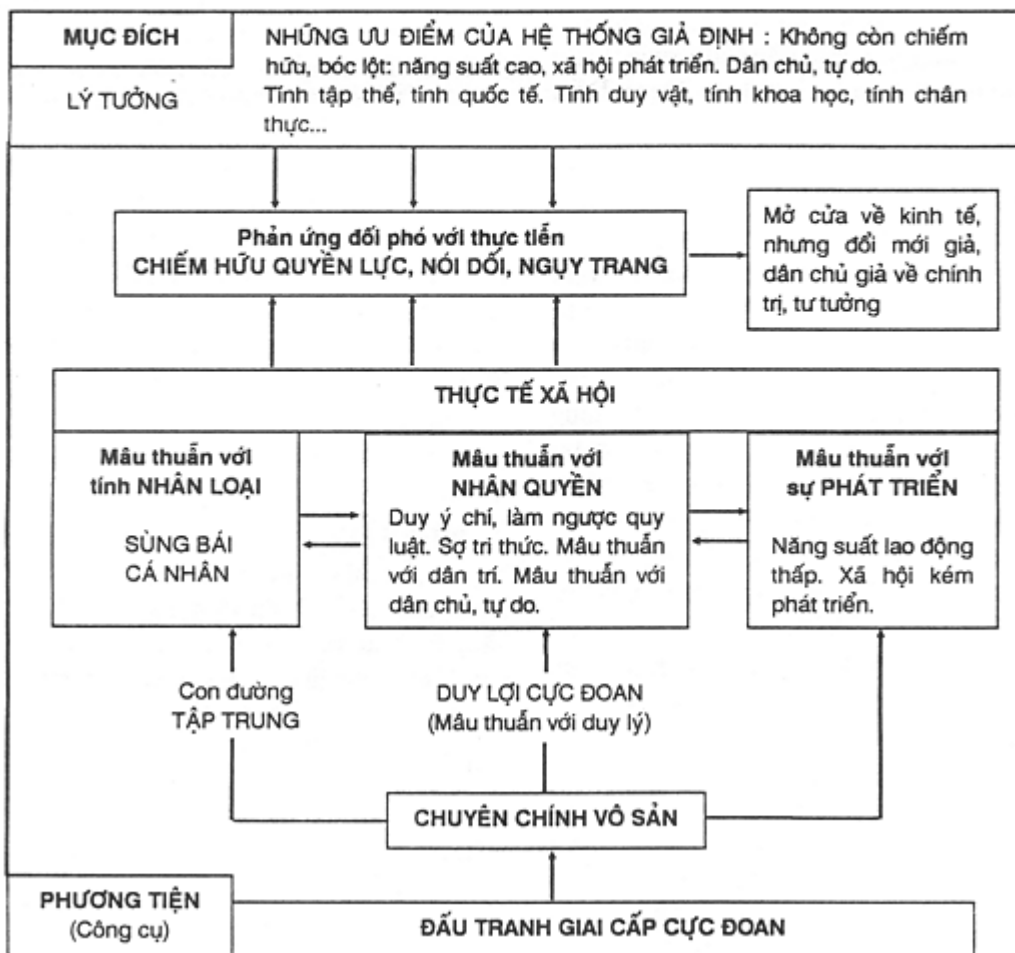 MỤC ĐÍCH
LÝ TƯỞNG
NHỮNG ƯU ĐIỂM CỦA HỆ THỐNG GIẢ ĐỊNH : Không còn chiếm
hữu, bóc lột: năng suất cao, xã hội phát triển. Dân chủ, tự do.
Tính tập thể, tính quốc tế. Tính duy vật, tính khoa học, tính chân
thực...
Phản ứng đối phó với thực tiễn
CHIẾM HỮU QUYỀN LỰC, NÓI DỐI, NGỤY TRANG
Mở cửa về kinh tế,
nhưng đổi mới giả,
dân chủ giả về chính
trị, tư tưởng
THỰC TẾ XÃ HỘI
Mâu thuẫn với
tính NHÂN LOẠI
SÙNG BÁI
CÁ NHÂN
Mâu thuẫn với
NHÂN QUYỀN
Duy ý chí, làm ngược quy
luật. Sợ tri thức. Mâu thuẫn
với dân trí. Mâu thuẫn với
dân chủ, tự do.
Mâu thuẫn với
sự PHÁT TRIỂN
Năng suất lao động
thấp. Xã hội kém
phát triển.
Con đường
TẬP TRUNG
DUY LỢI CỰC ĐOAN
(Mâu thuẫn với duy lý)
CHUYÊN CHÍNH VÔ SẢN
PHƯƠNG TIỆN
(Công cụ)
ĐẤU TRANH GIAI CẤP CỰC ĐOAN